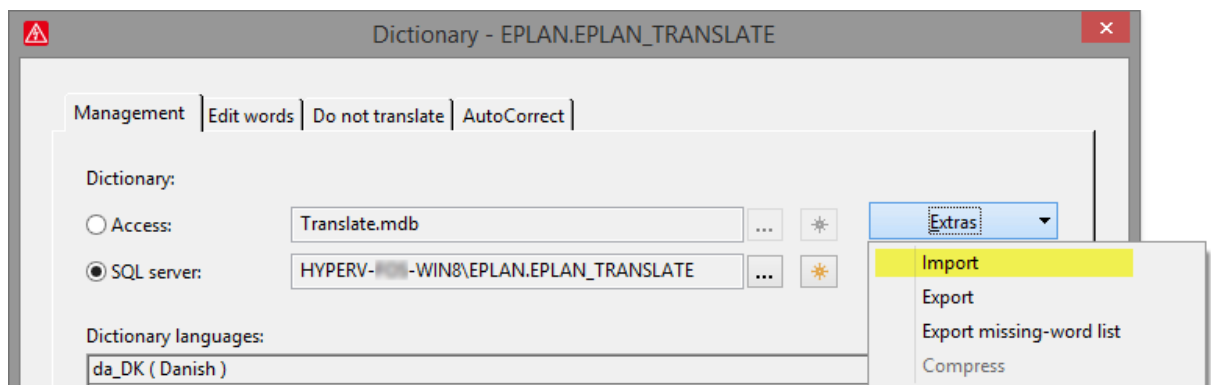 Dictionary - EPLAN.EPLAN_TRANSLATE
Management Edit words Do not translate AutoCorrect
Dictionary:
Access: Translate.mdb ... Extras
SQL server: HYPERV- -WIN8\EPLAN.EPLAN_TRANSLATE ...
Import
Export
Dictionary languages:
Export missing-word list
da_DK ( Danish )
Compress